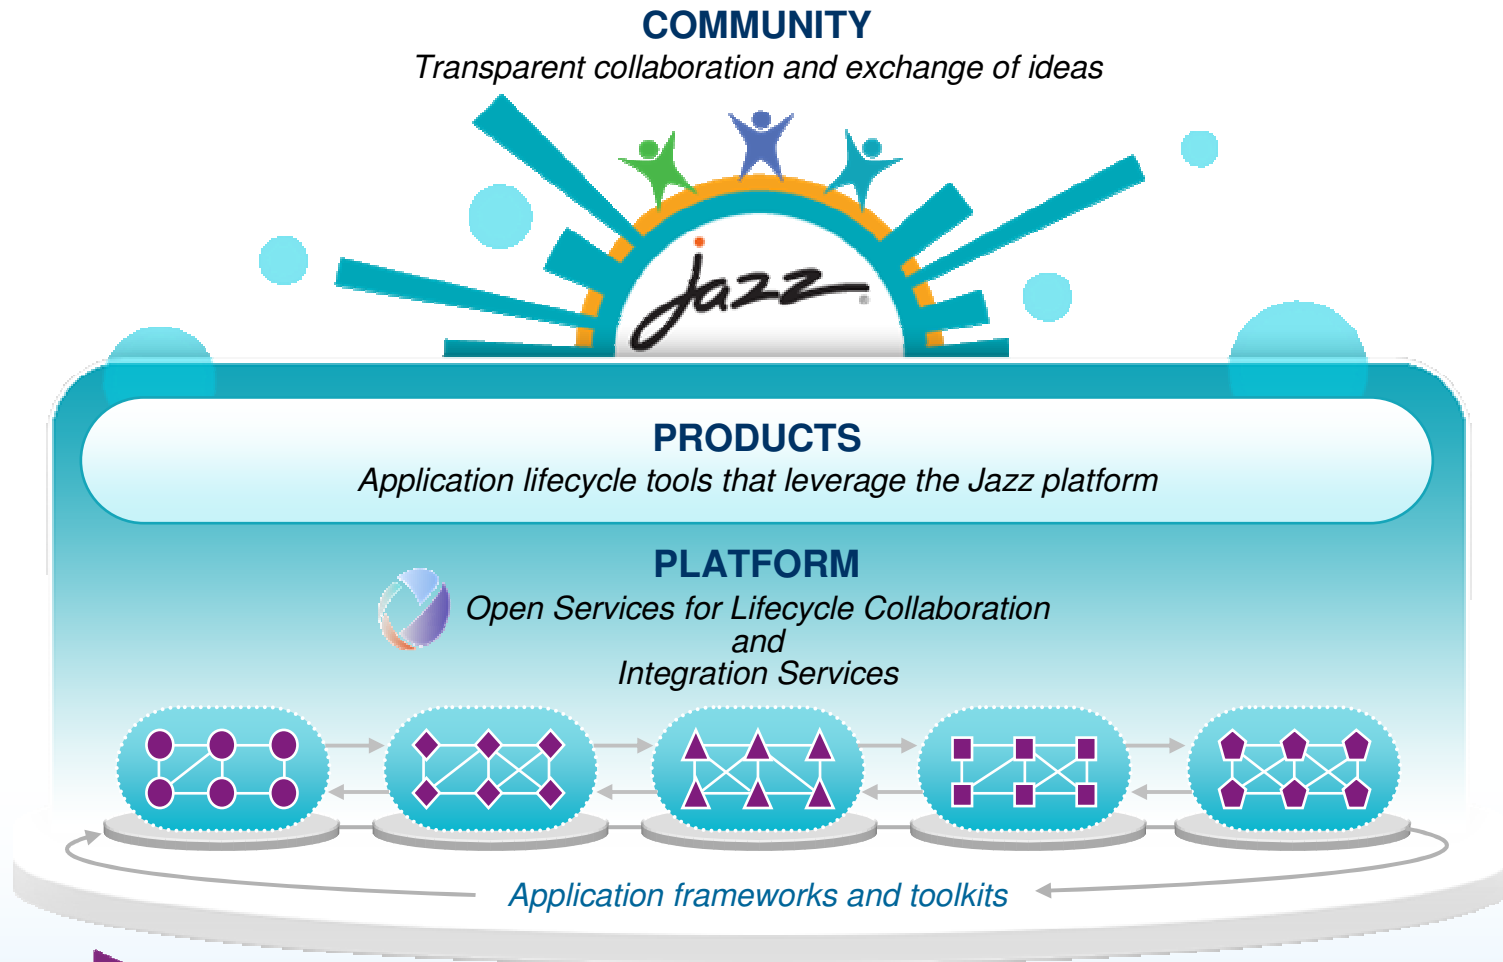 COMMUNITY
Transparent collaboration and exchange of ideas
jazz
PRODUCTS
Application lifecycle tools that leverage the Jazz platform
PLATFORM
Open Services for Lifecycle Collaboration
and
Integration Services
Application frameworks and toolkits